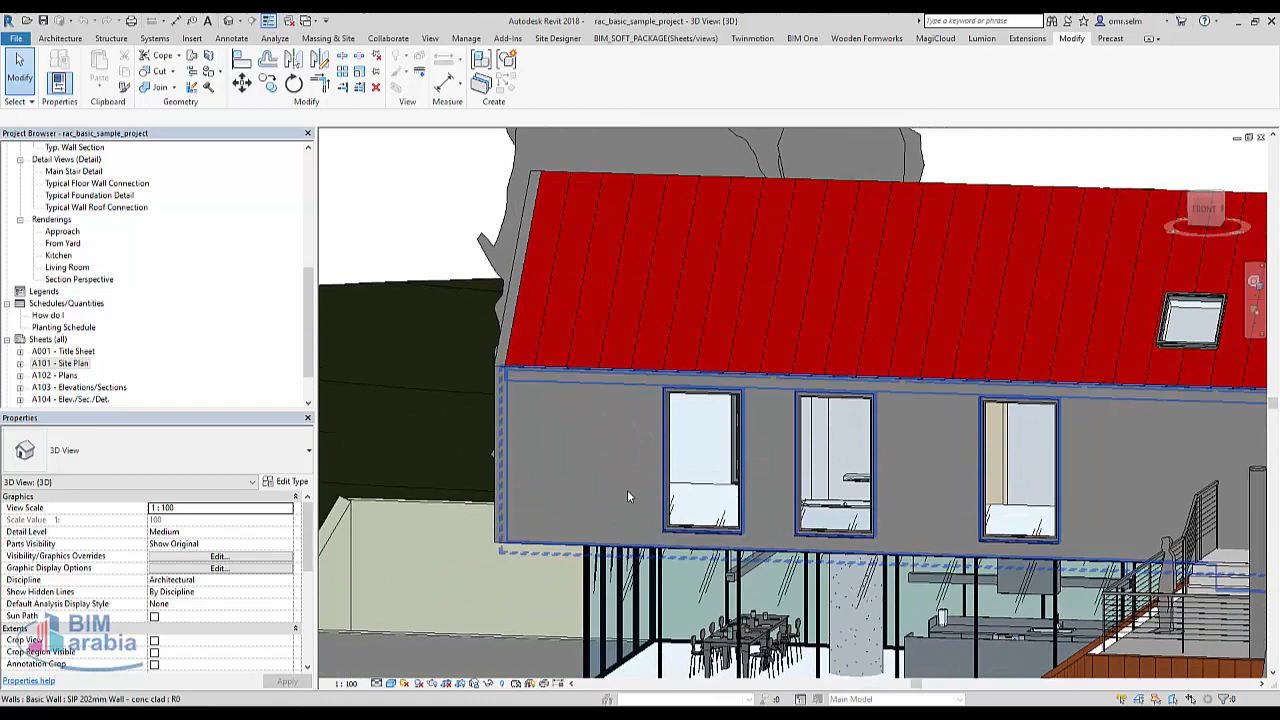 Autodesk Revit 2018 - rac_basic_sample_project - 3D View: {3D}
Type a keyword or phrase
omr.selm
File Architecture Structure Systems Insert Annotate Analyze Massing & Site Collaborate View Manage Add-Ins Site Designer BIM_SOFT_PACKAGE(Sheets/views) Twinmotion BIM One Wooden Formworks MagiCloud Lumion Extensions Modify Precast
Modify
Paste
Cope
Cut
Join
Select Properties Clipboard Geometry Modify View Measure Create
Project Browser - rac_basic_sample_project
Typ. Wall Section
Detail Views (Detail)
Main Stair Detail
Typical Floor Wall Connection
Typical Foundation Detail
Typical Wall Roof Connection
Renderings
Approach
From Yard
Kitchen
Living Room
Section Perspective
Legends
Schedules/Quantities
How do I
Planting Schedule
Sheets (all)
A001 - Title Sheet
A101 - Site Plan
A102 - Plans
A103 - Elevations/Sections
A104 - Elev./Sec./Det.
Properties
3D View
3D View: {3D} Edit Type
Graphics
View Scale 1 : 100
Scale Value 1: 100
Detail Level Medium
Parts Visibility Show Original
Visibility/Graphics Overrides Edit...
Graphic Display Options Edit...
Discipline Architectural
Show Hidden Lines By Discipline
Default Analysis Display Style None
Sun Path
Extents
Crop View
Crop Region Visible
Annotation Crop
BIM
arabia
Properties help Apply
FRONT
1 : 100
Walls : Basic Wall : SIP 202mm Wall - conc clad : R0
:0
Main Model
:0